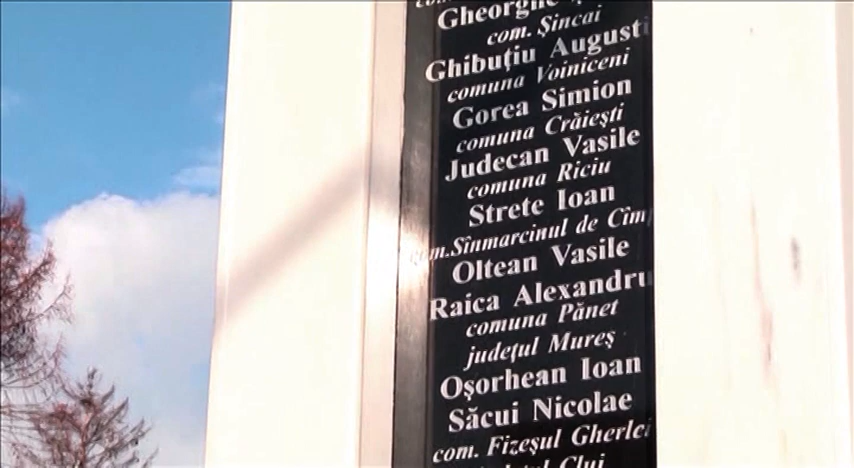 Gheorghe
com. Şincai
Ghibuţiu Augusti
comuna Voiniceni
Gorea Simion
comuna Crăieşti
Judecan Vasile
comuna Riciu
Strete Ioan
com.Sînmarcinul de Cîmp
Oltean Vasile
Raica Alexandru
comuna Pănet
judeţul Mureş
Oşorhean Ioan
Săcui Nicolae
com. Fizeşul Gherlei
Cluj